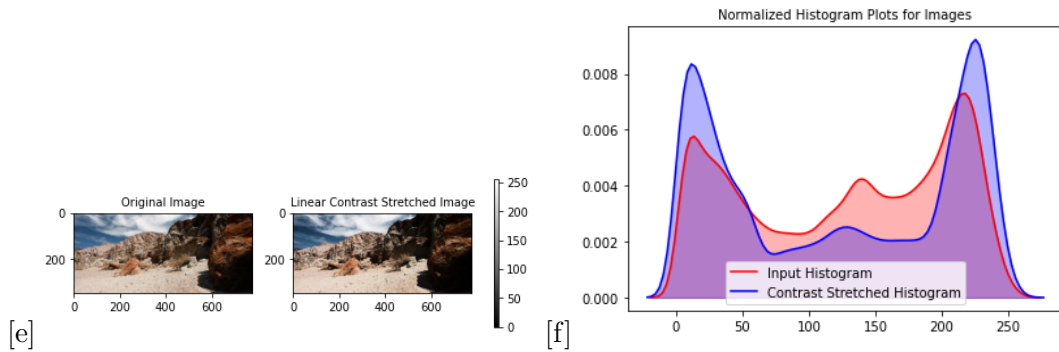 Original Image
Linear Contrast Stretched Image
0
200
0 200 400 600
0 200 400 600
250
200
150
100
50
0
[e]
Normalized Histogram Plots for Images
0.008
0.006
0.004
0.002
0.000
Input Histogram
Contrast Stretched Histogram
0 50 100 150 200 250
[f]